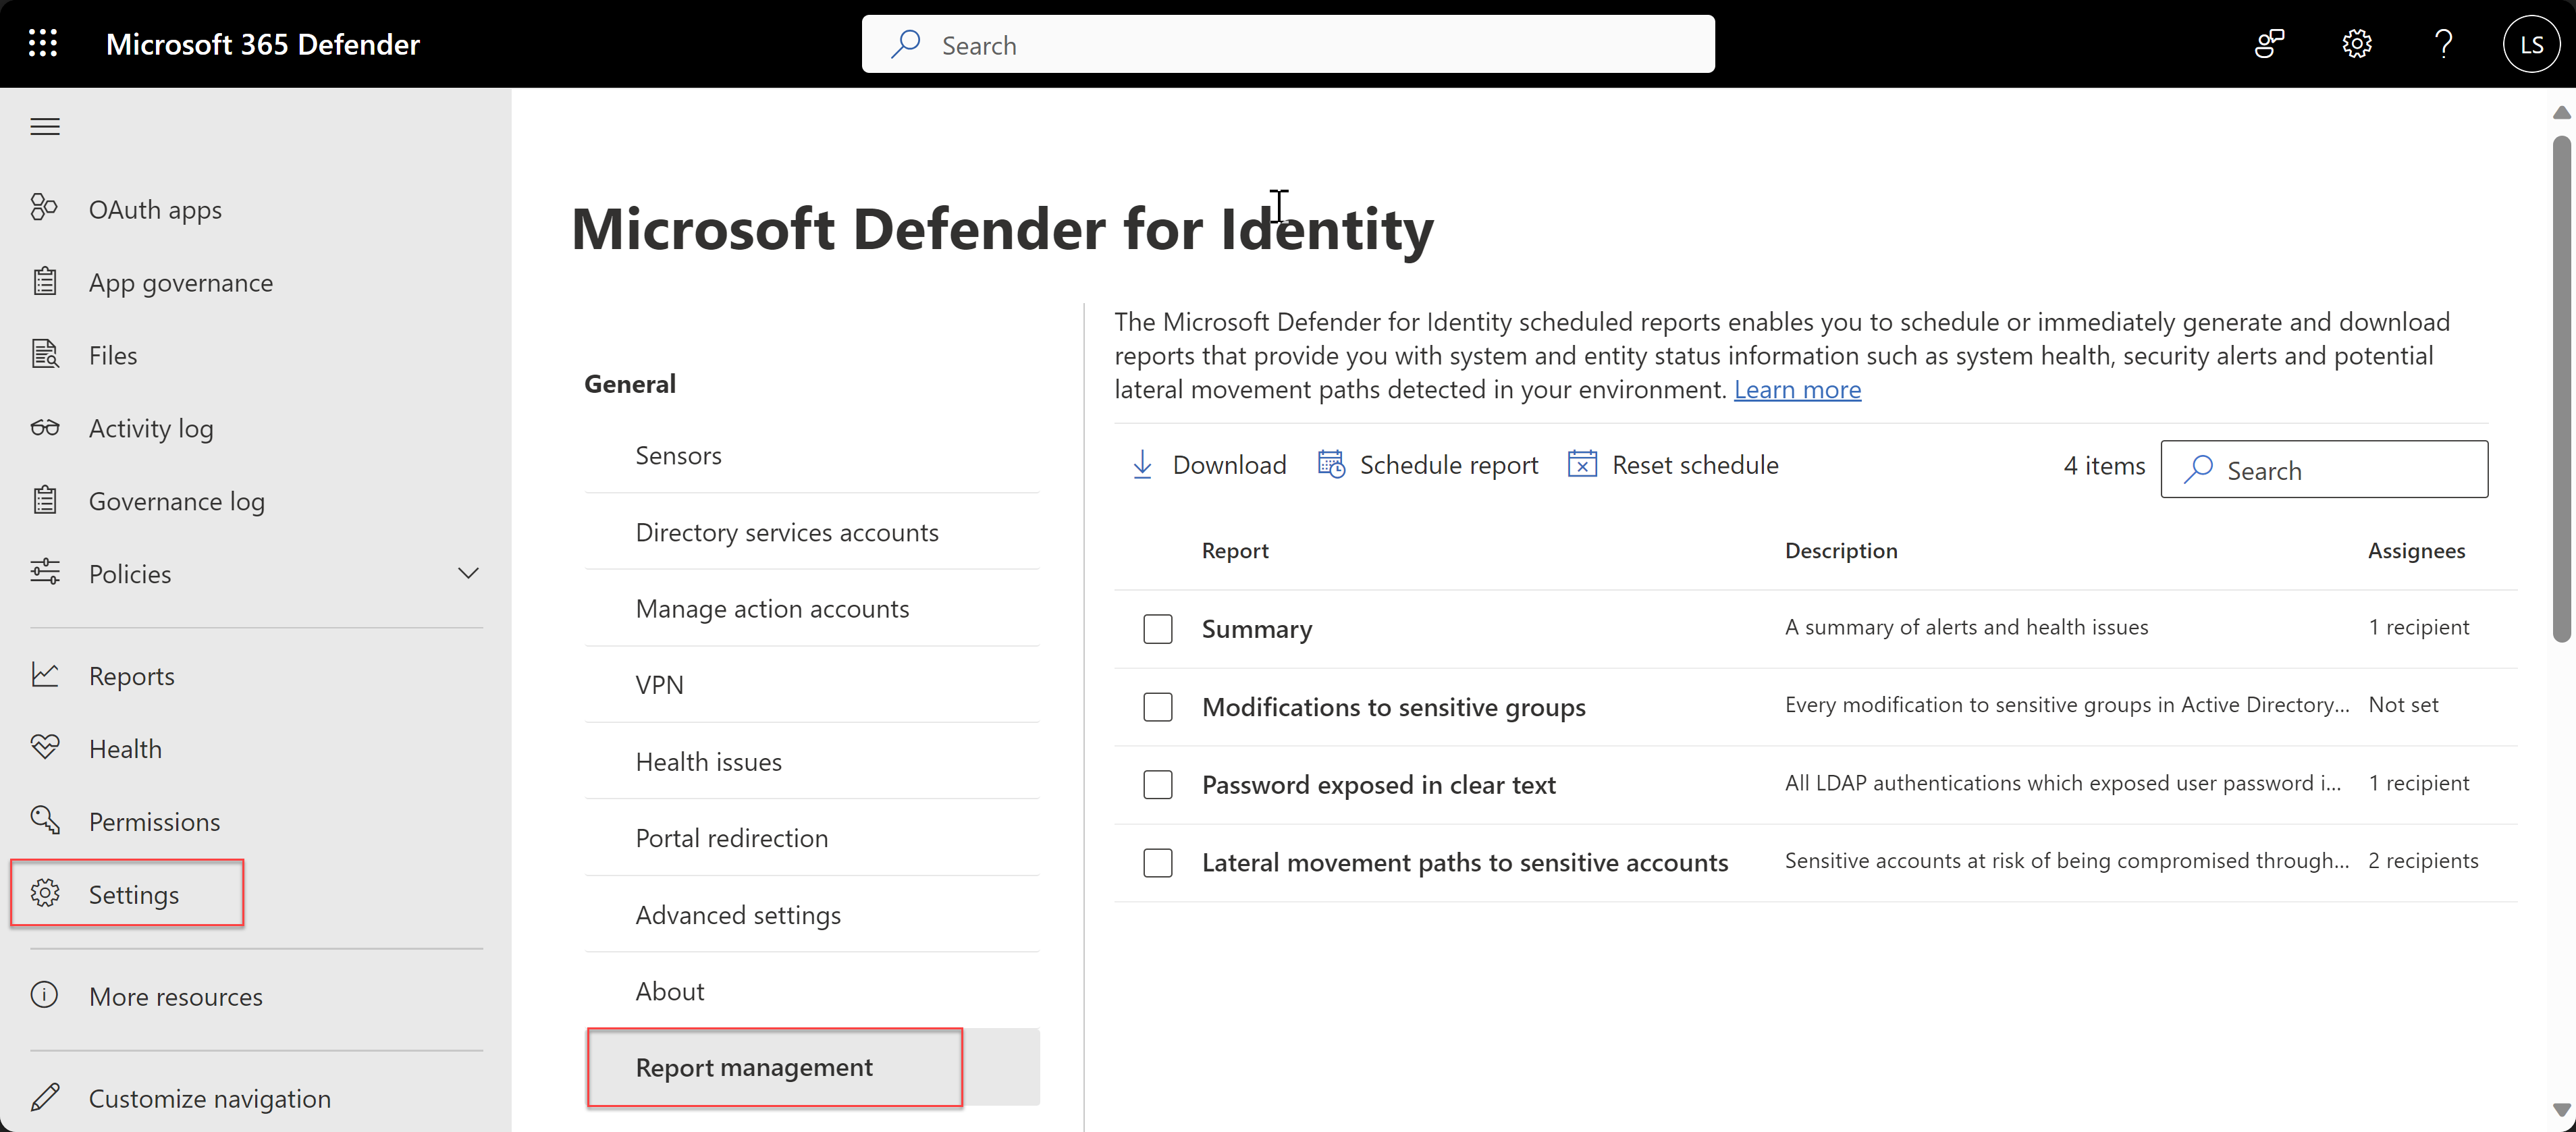 Microsoft 365 Defender
Search
LS
OAuth apps
App governance
Files
Activity log
Governance log
Policies
Reports
Health
Permissions
Settings
More resources
Customize navigation
Microsoft Defender for Identity
General
Sensors
Directory services accounts
Manage action accounts
VPN
Health issues
Portal redirection
Advanced settings
About
Report management
The Microsoft Defender for Identity scheduled reports enables you to schedule or immediately generate and download
reports that provide you with system and entity status information such as system health, security alerts and potential
lateral movement paths detected in your environment. Learn more
Download Schedule report Reset schedule 4 items Search
Report Description Assignees
Summary A summary of alerts and health issues 1 recipient
Modifications to sensitive groups Every modification to sensitive groups in Active Directory... Not set
Password exposed in clear text All LDAP authentications which exposed user password i... 1 recipient
Lateral movement paths to sensitive accounts Sensitive accounts at risk of being compromised through... 2 recipients